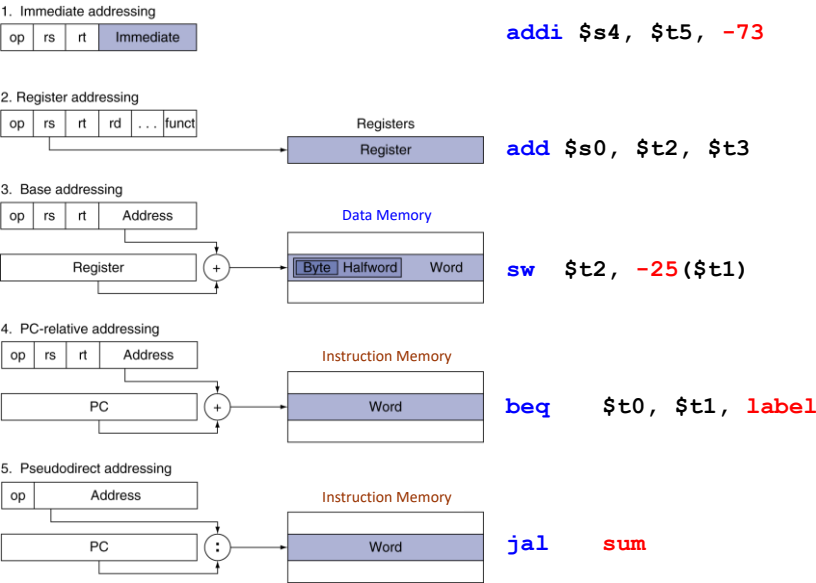 1. Immediate addressing
op rs rt Immediate
addi $s4, $t5, -73
2. Register addressing
op rs rt rd . . . funct
Registers
Register
add $s0, $t2, $t3
3. Base addressing
op rs rt Address
Data Memory
Register
+
Byte Halfword Word
sw $t2, -25($t1)
4. PC-relative addressing
op rs rt Address
Instruction Memory
PC
+
Word
beq $t0, $t1, label
5. Pseudodirect addressing
op Address
Instruction Memory
PC
:
Word
jal sum